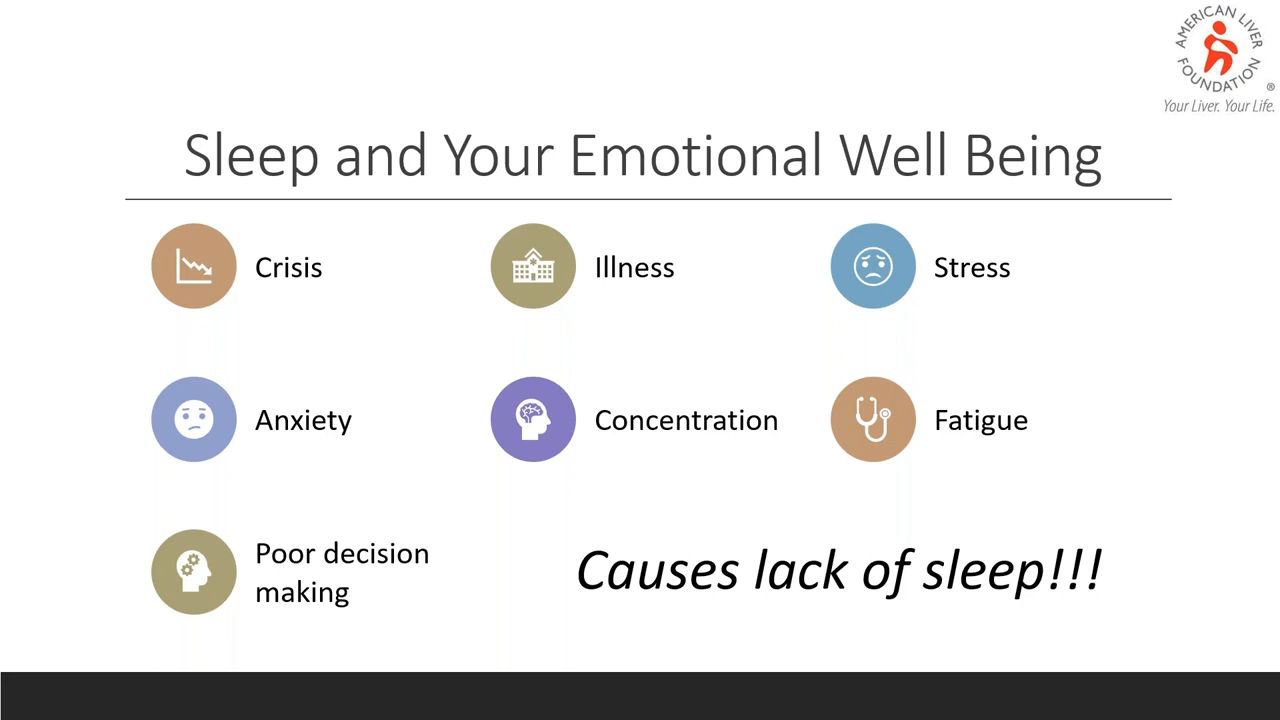 AMERICAN LIVER
FOUNDATION
®
Your Liver. Your Life.
Sleep and Your Emotional Well Being
Crisis
Illness
Stress
Anxiety
Concentration
Fatigue
Poor decision
making
Causes lack of sleep!!!